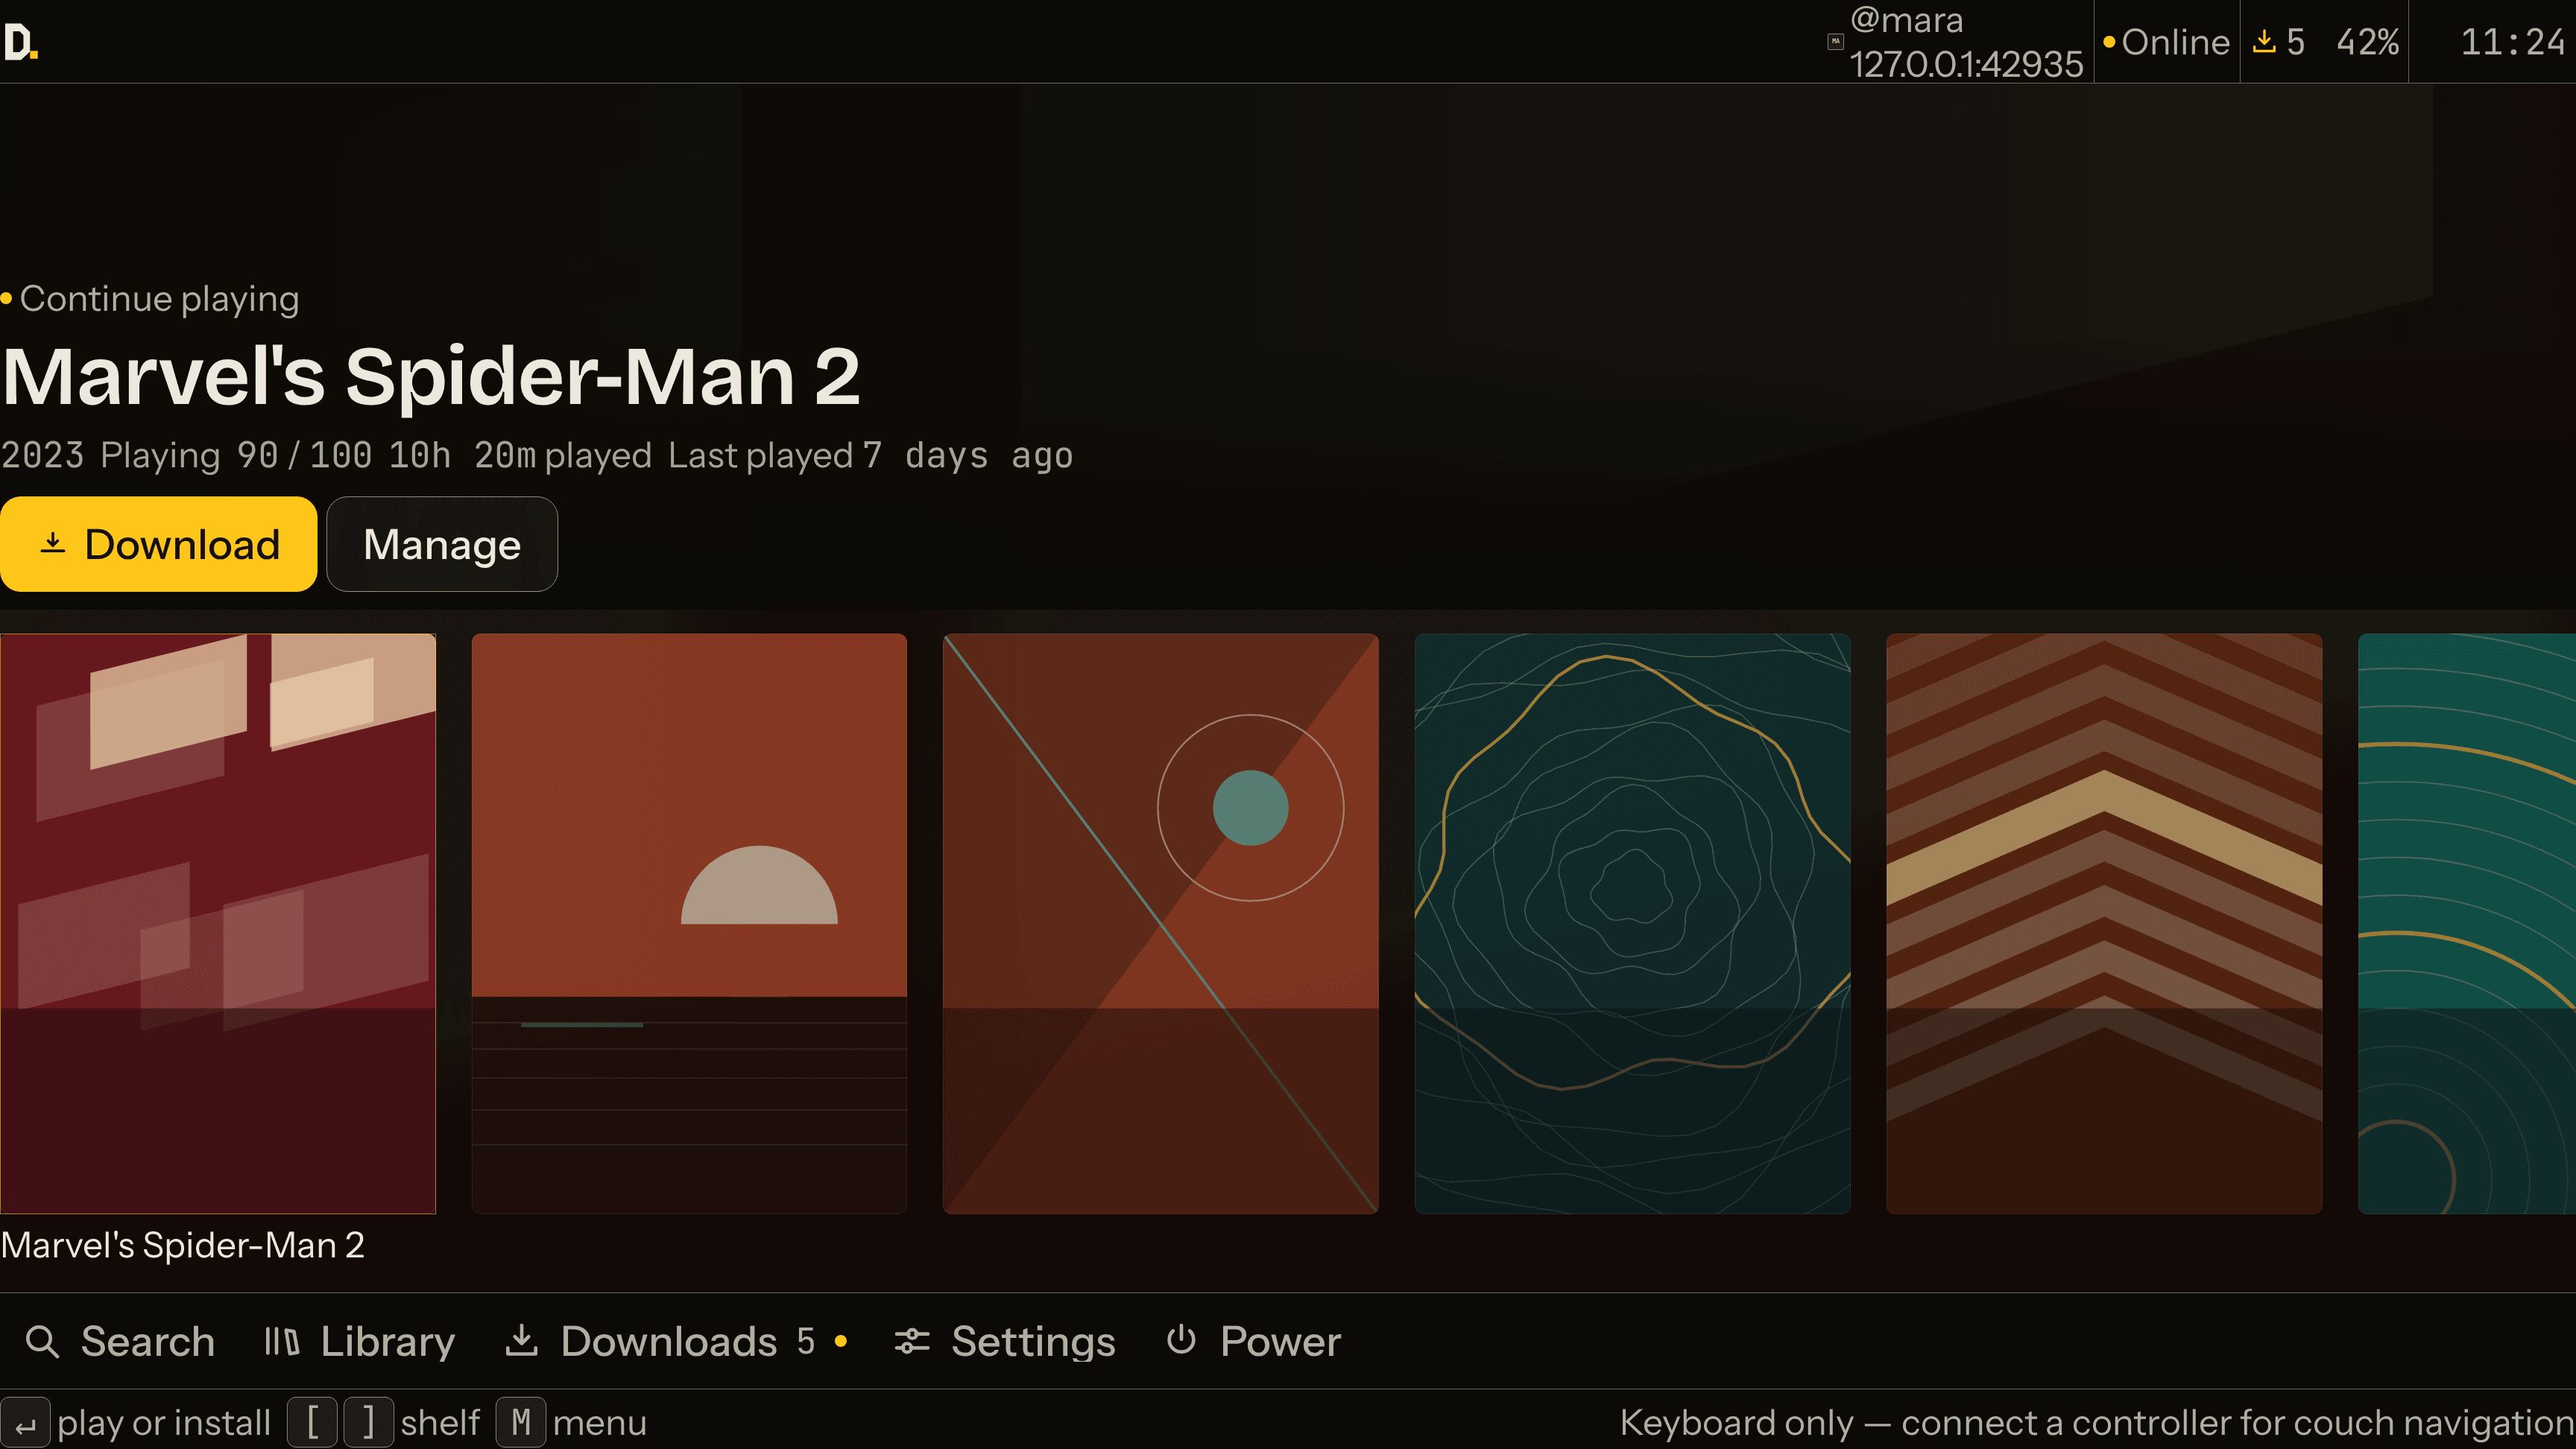 D.
MA
@mara
127.0.0.1:42935
Online
5 42%
11:24
Continue playing
Marvel's Spider-Man 2
2023 Playing 90 / 100 10h 20m played Last played 7 days ago
Download
Manage
Marvel's Spider-Man 2
Search Library Downloads 5 Settings Power
↵ play or install [ ] shelf M menu
Keyboard only — connect a controller for couch navigation